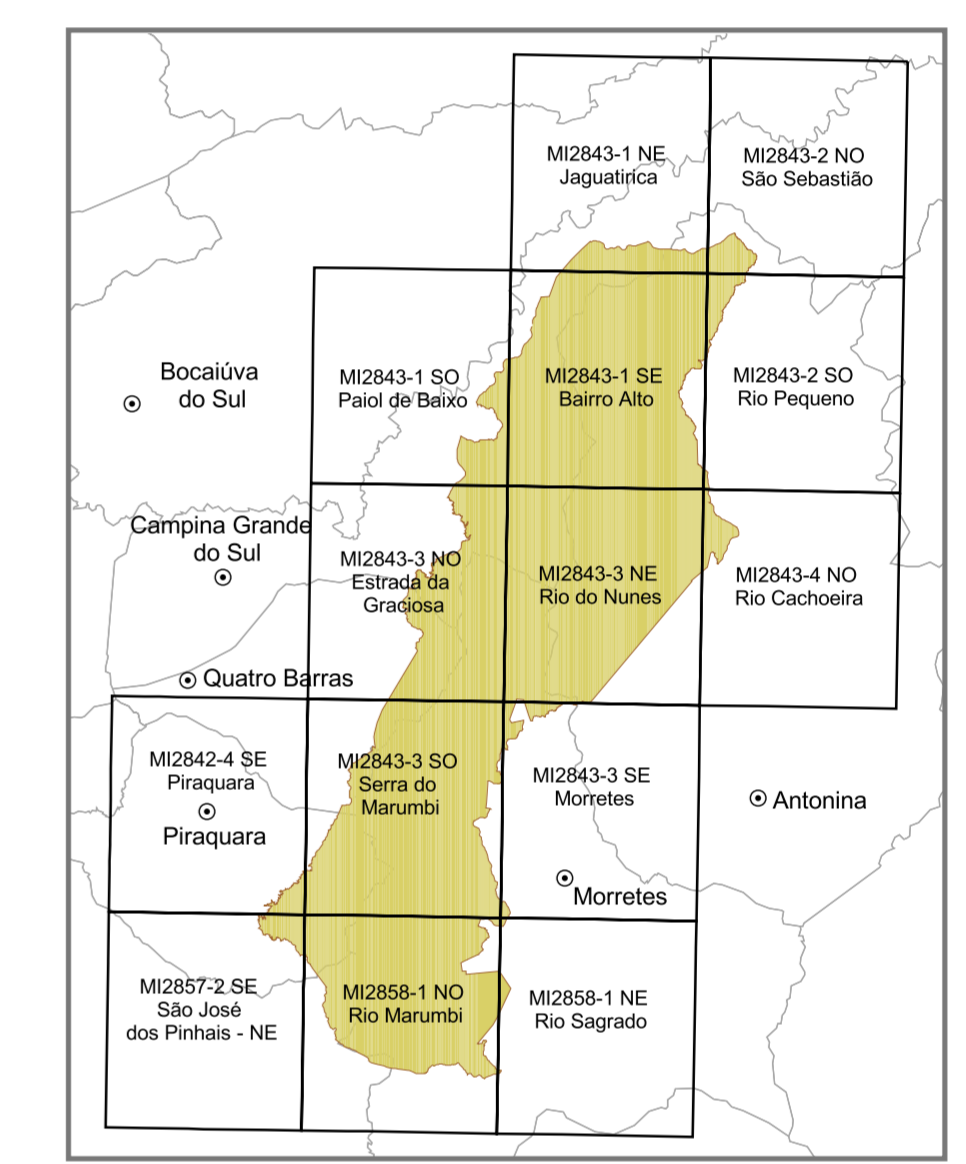 MI2843-1 NE
Jaguatirica
MI2843-2 NO
São Sebastião
Bocaiúva
do Sul
MI2843-1 SO
Paiol de Baixo
MI2843-1 SE
Bairro Alto
MI2843-2 SO
Rio Pequeno
Campina Grande
do Sul
MI2843-3 NO
Estrada da
Graciosa
MI2843-3 NE
Rio do Nunes
MI2843-4 NO
Rio Cachoeira
Quatro Barras
MI2842-4 SE
Piraquara
Piraquara
MI2843-3 SO
Serra do
Marumbi
MI2843-3 SE
Morretes
Antonina
Morretes
MI2857-2 SE
São José
dos Pinhais - NE
MI2858-1 NO
Rio Marumbi
MI2858-1 NE
Rio Sagrado